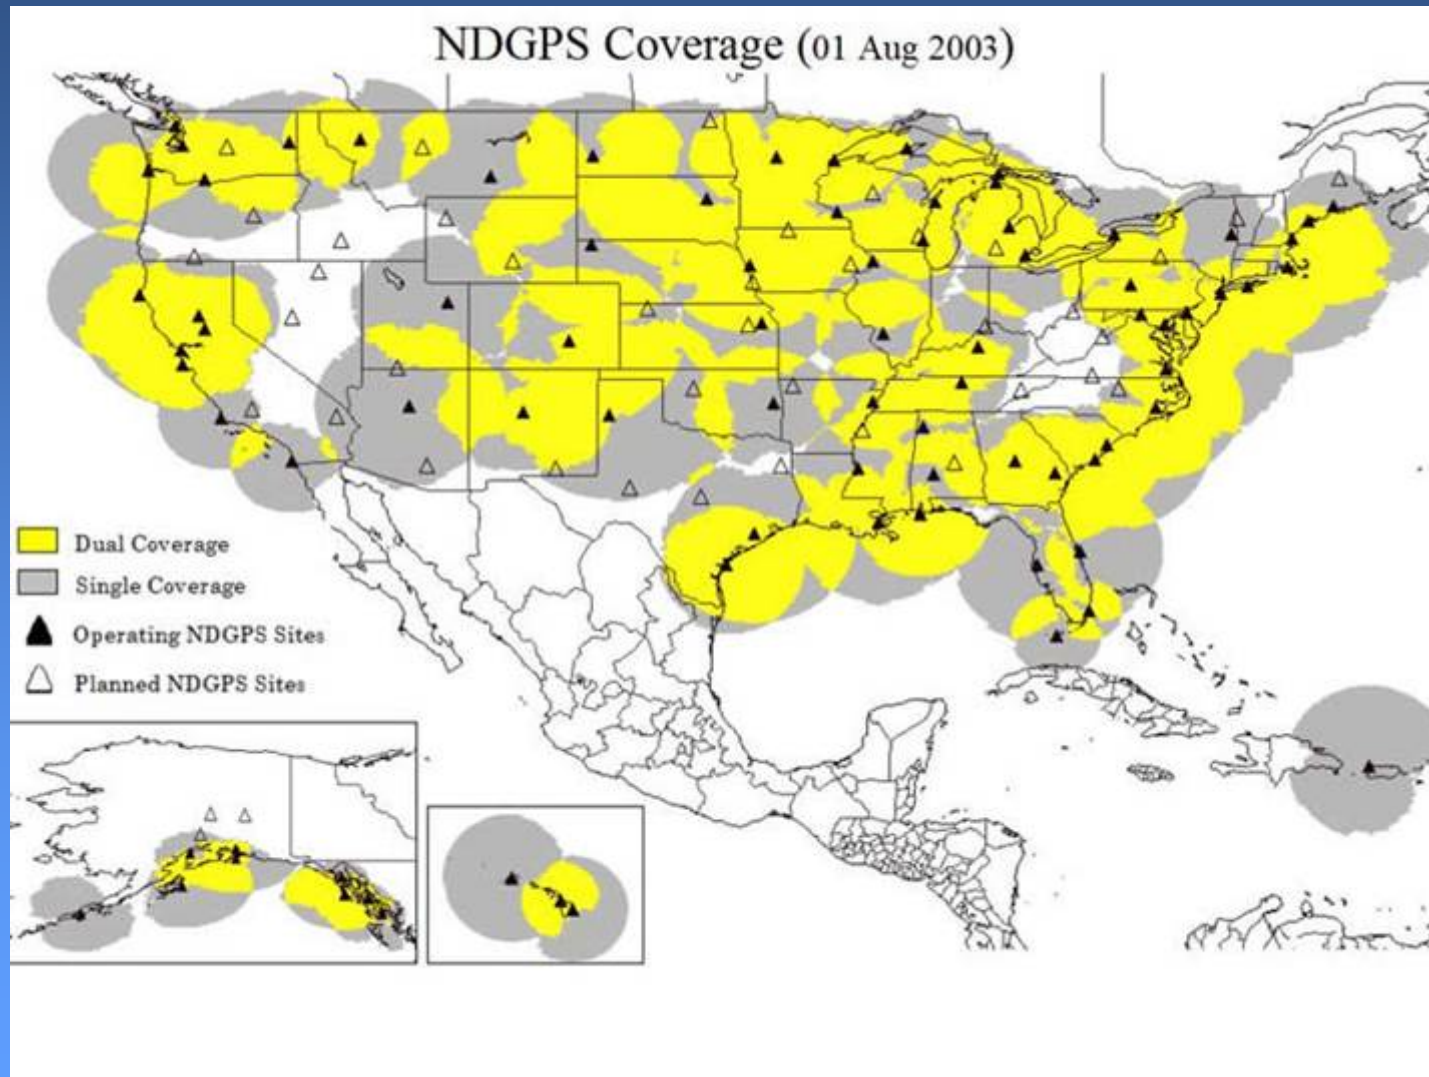 NDGPS Coverage (01 Aug 2003)
Dual Coverage
Single Coverage
Operating NDGPS Sites
Planned NDGPS Sites